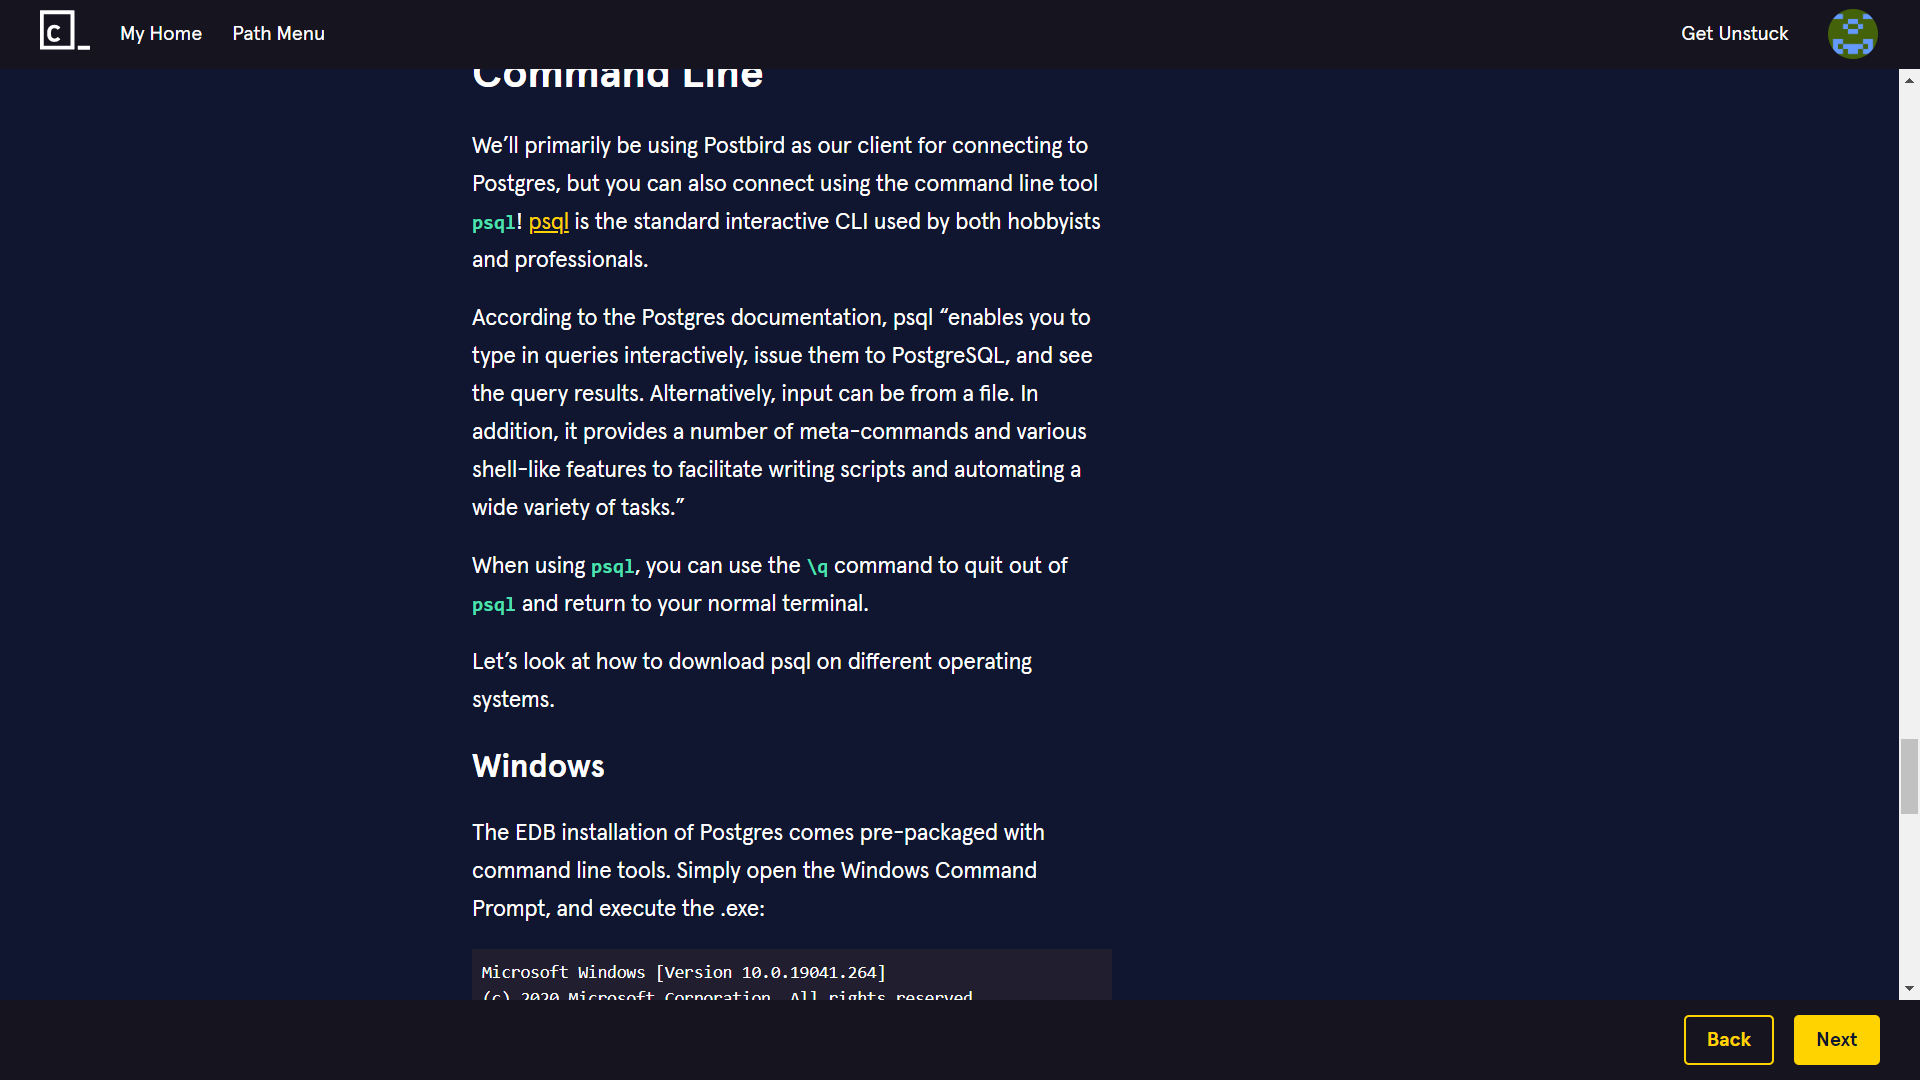 C_
My Home
Path Menu
Get Unstuck
Command Line
We’ll primarily be using Postbird as our client for connecting to
Postgres, but you can also connect using the command line tool
psql! psql is the standard interactive CLI used by both hobbyists
and professionals.
According to the Postgres documentation, psql “enables you to
type in queries interactively, issue them to PostgreSQL, and see
the query results. Alternatively, input can be from a file. In
addition, it provides a number of meta-commands and various
shell-like features to facilitate writing scripts and automating a
wide variety of tasks.”
When using psql, you can use the \q command to quit out of
psql and return to your normal terminal.
Let’s look at how to download psql on different operating
systems.
Windows
The EDB installation of Postgres comes pre-packaged with
command line tools. Simply open the Windows Command
Prompt, and execute the .exe:
Microsoft Windows [Version 10.0.19041.264]
(c) 2020 Microsoft Corporation. All rights reserved.
Back
Next